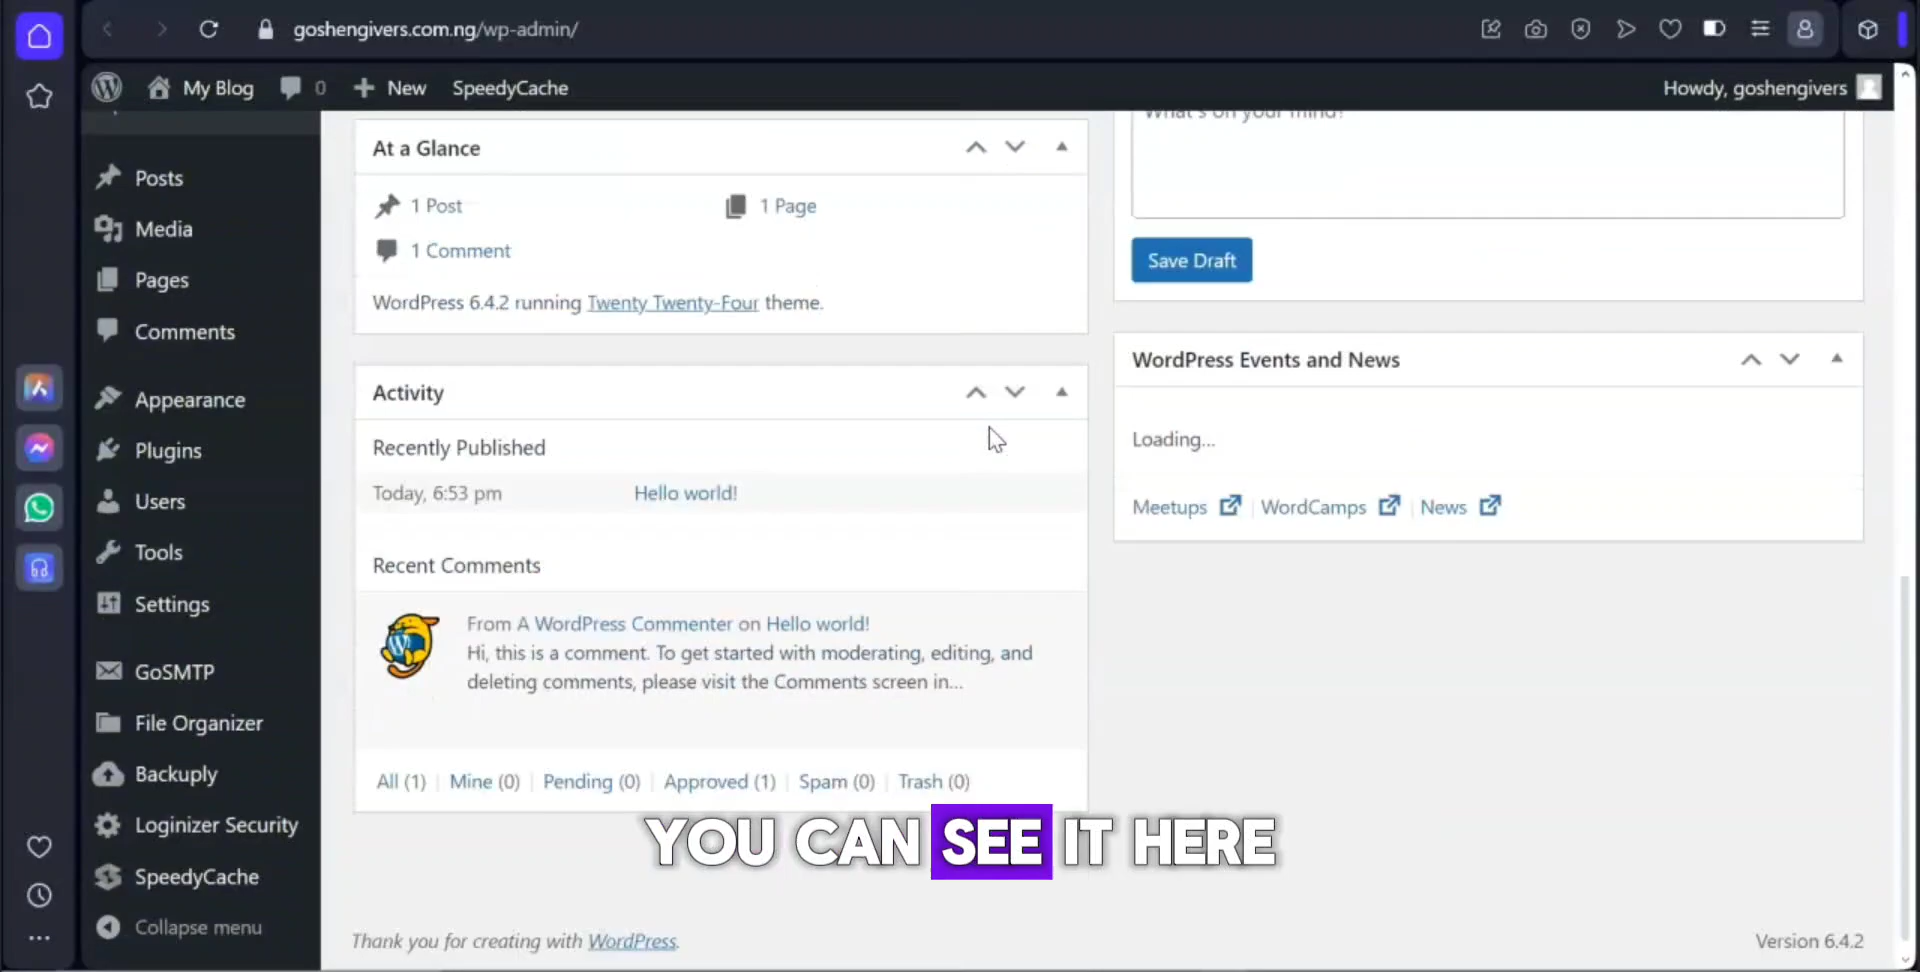 goshengivers.com.ng/wp-admin/
My Blog 0 New SpeedyCache
Howdy, goshengivers
Posts
Media
Pages
Comments
Appearance
Plugins
Users
Tools
Settings
GoSMTP
File Organizer
Backuply
Loginizer Security
SpeedyCache
Collapse menu
At a Glance
1 Post
1 Page
1 Comment
WordPress 6.4.2 running Twenty Twenty-Four theme.
Activity
Recently Published
Today, 6:53 pm Hello world!
Recent Comments
From A WordPress Commenter on Hello world!
Hi, this is a comment. To get started with moderating, editing, and
deleting comments, please visit the Comments screen in...
All (1) | Mine (0) | Pending (0) | Approved (1) | Spam (0) | Trash (0)
What's on your mind?
Save Draft
WordPress Events and News
Loading...
Meetups | WordCamps | News
YOU CAN SEE IT HERE
Thank you for creating with WordPress.
Version 6.4.2